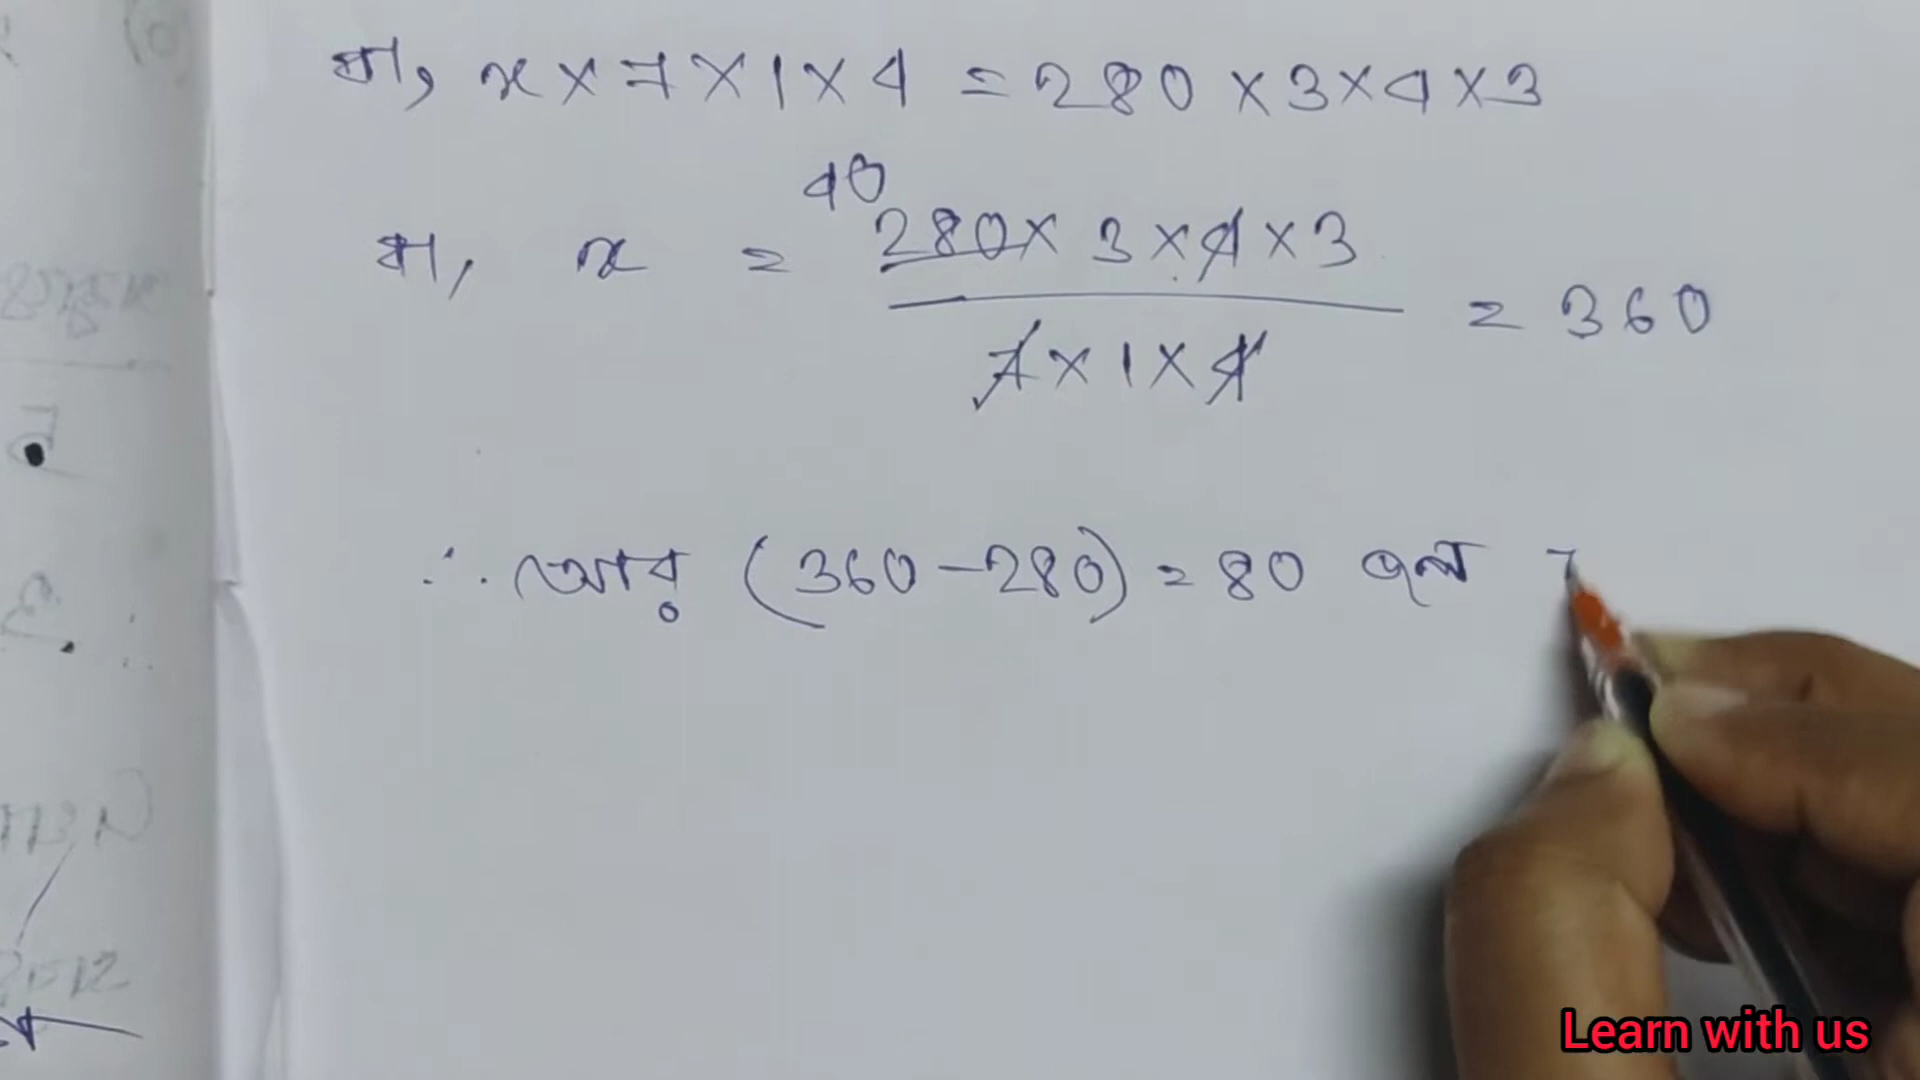 বা, x × 7 × 1 × 4 = 280 × 3 × 4 × 3
40
বা, x = 280 × 3 × 4 × 3 / 7 × 1 × 4 = 360
∴ আরও (360 - 280) = 80 জন
Learn with us